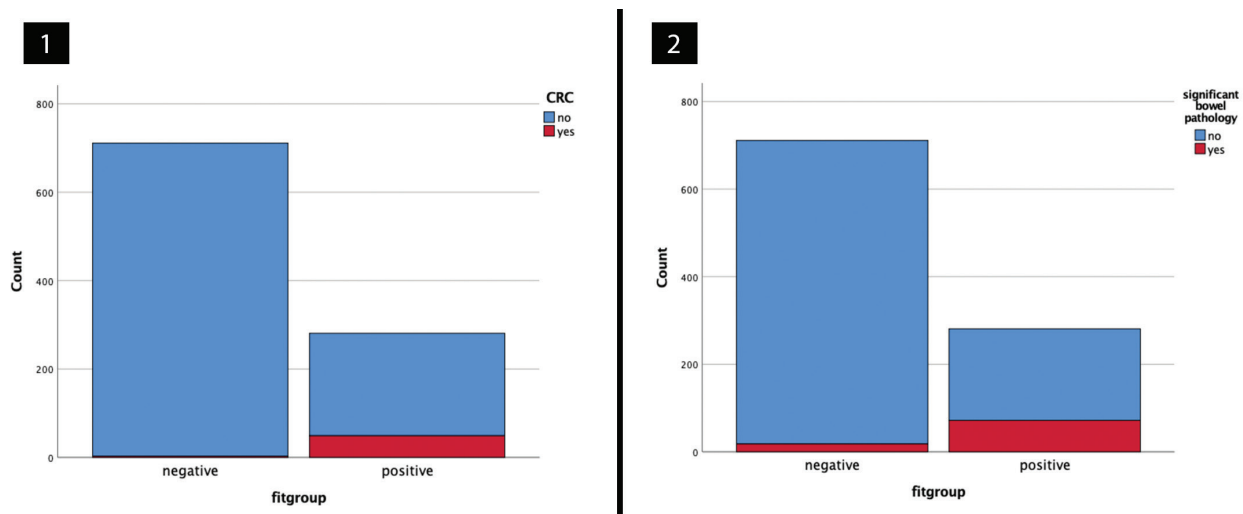 1
CRC
no
yes
800
600
400
200
0
Count
negative
positive
fitgroup
2
significant
bowel
pathology
no
yes
800
600
400
200
0
Count
negative
positive
fitgroup